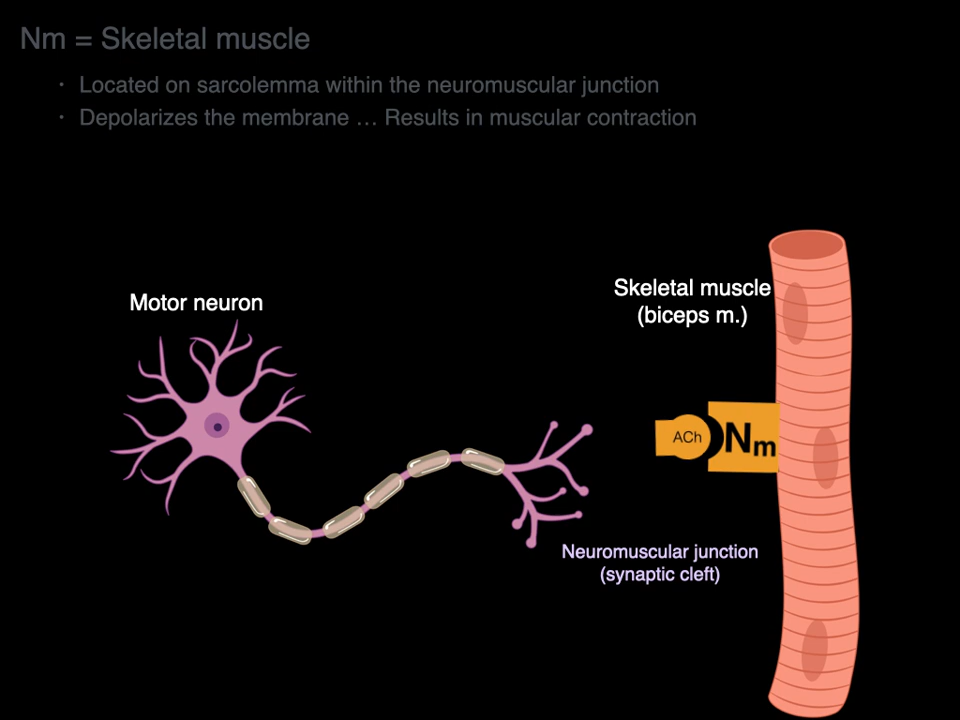 Nm = Skeletal muscle
· Located on sarcolemma within the neuromuscular junction
· Depolarizes the membrane … Results in muscular contraction
Skeletal muscle
(biceps m.)
Motor neuron
ACh
Nm
Neuromuscular junction
(synaptic cleft)